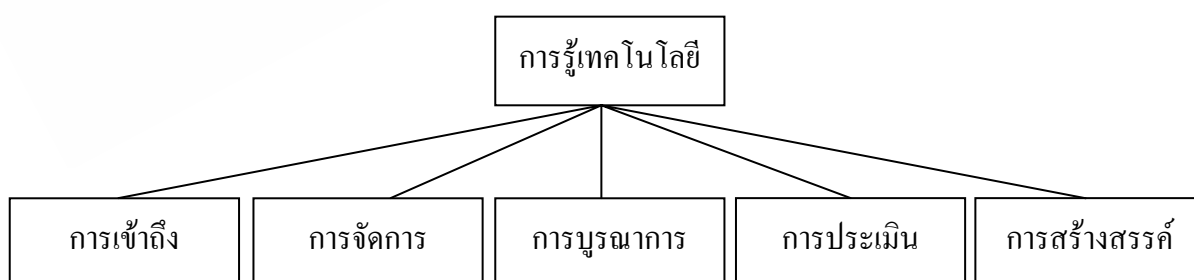 การรู้เทคโนโลยี
การเข้าถึง
การจัดการ
การบูรณาการ
การประเมิน
การสร้างสรรค์